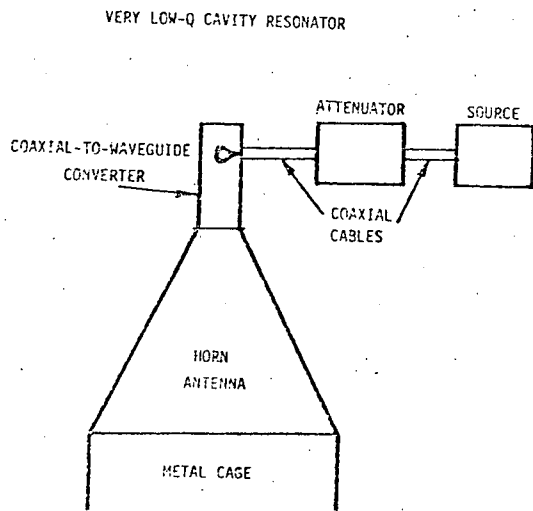 VERY LOW-Q CAVITY RESONATOR
ATTENUATOR
SOURCE
COAXIAL-TO-WAVEGUIDE
CONVERTER
COAXIAL
CABLES
HORN
ANTENNA
METAL CAGE